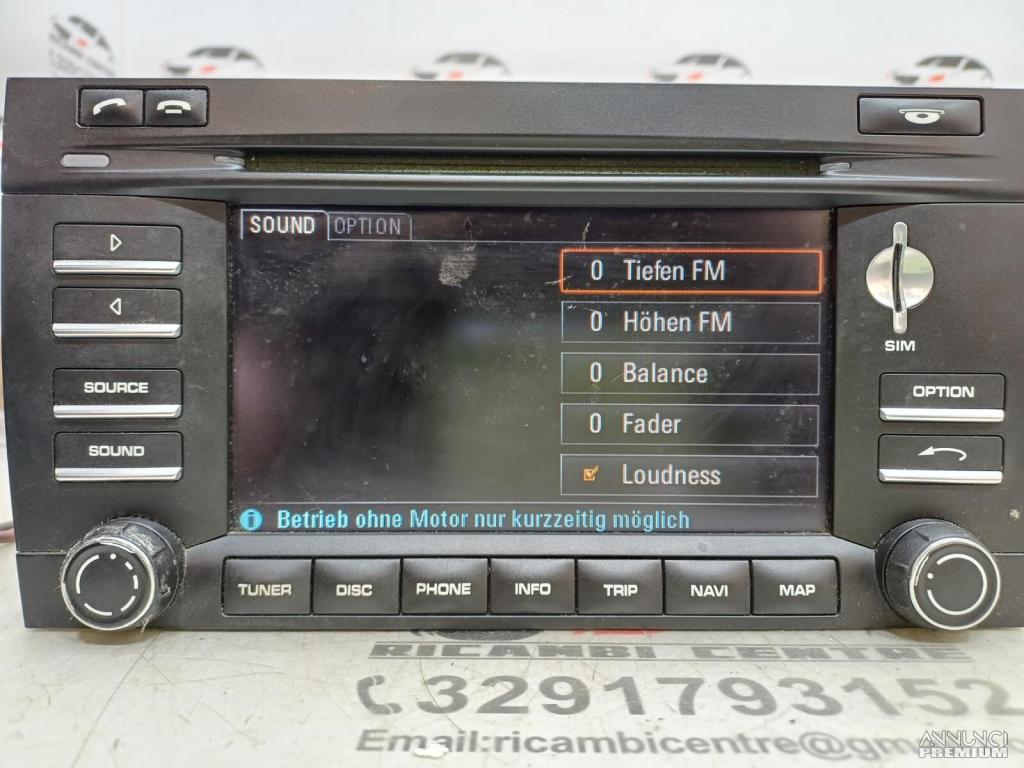 SOUND OPTION
0 Tiefen FM
0 Höhen FM
0 Balance
0 Fader
Loudness
Betrieb ohne Motor nur kurzzeitig möglich
SOURCE
SOUND
SIM
OPTION
TUNER DISC PHONE INFO TRIP NAVI MAP
RICAMBI CENTRE
3291793152
Email:ricambicentre@gm
ANNUNCI
PREMIUM